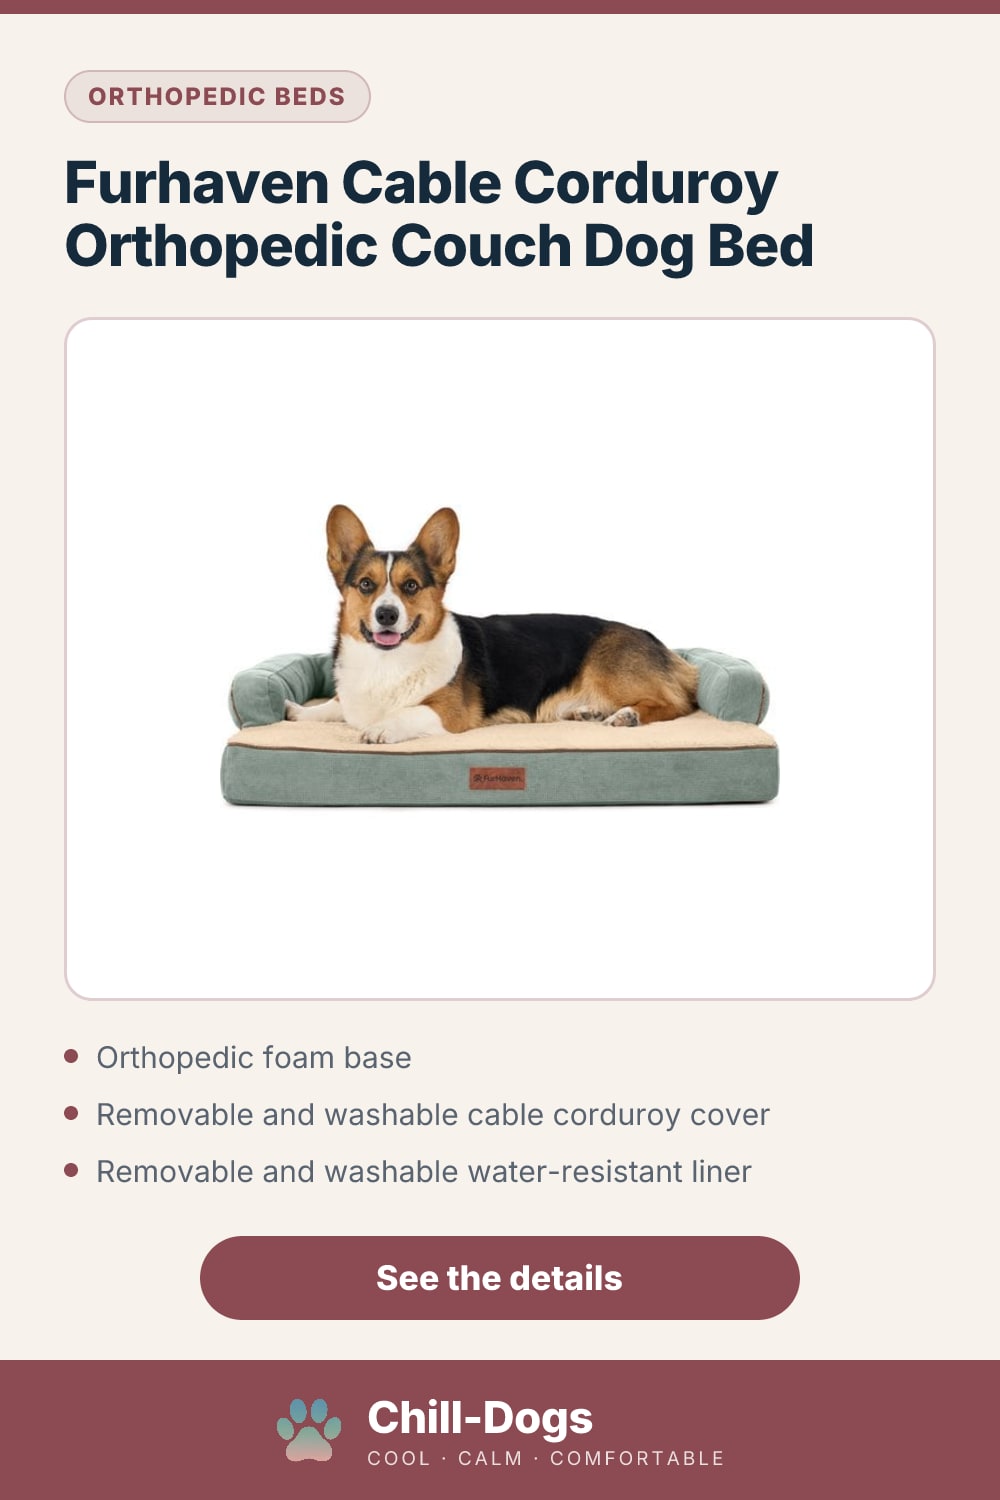 ORTHOPEDIC BEDS
Furhaven Cable Corduroy
Orthopedic Couch Dog Bed
FurHaven
Orthopedic foam base
Removable and washable cable corduroy cover
Removable and washable water-resistant liner
See the details
Chill-Dogs
COOL · CALM · COMFORTABLE